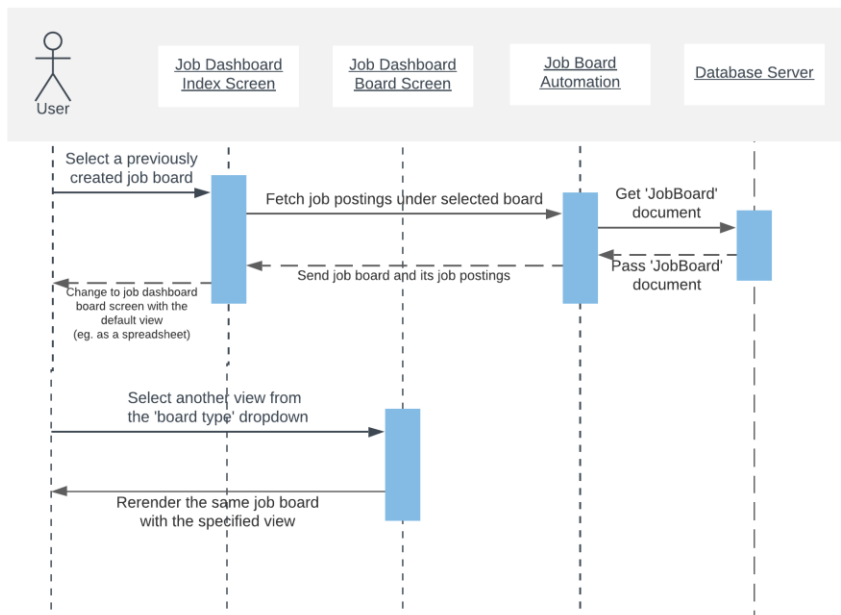 User
Job Dashboard
Index Screen
Job Dashboard
Board Screen
Job Board
Automation
Database Server
Select a previously
created job board
Fetch job postings under selected board
Get 'JobBoard'
document
Pass 'JobBoard'
document
Send job board and its job postings
Change to job dashboard
board screen with the
default view
(eg. as a spreadsheet)
Select another view from
the 'board type' dropdown
Rerender the same job board
with the specified view